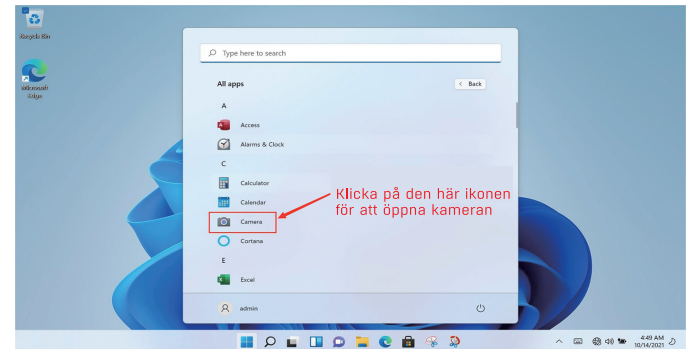 Recycle Bin
Microsoft
Edge
Type here to search
All apps
< Back
A
Access
Alarms & Clock
C
Calculator
Calendar
Camera
Cortana
E
Excel
admin
Klicka på den här ikonen
för att öppna kameran
4:49 AM
10/14/2021